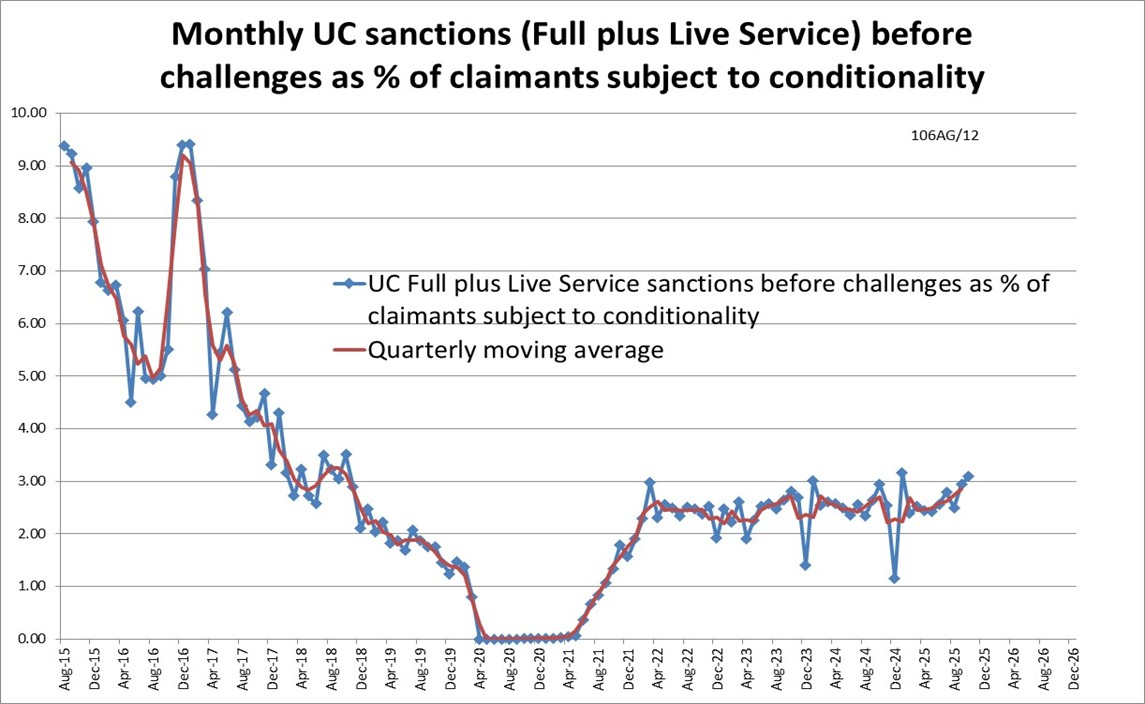 Monthly UC sanctions (Full plus Live Service) before
challenges as % of claimants subject to conditionality
106AG/12
10.00
9.00
8.00
7.00
6.00
5.00
4.00
3.00
2.00
1.00
0.00
UC Full plus Live Service sanctions before challenges as % of
claimants subject to conditionality
Quarterly moving average
Aug-15
Dec-15
Apr-16
Aug-16
Dec-16
Apr-17
Aug-17
Dec-17
Apr-18
Aug-18
Dec-18
Apr-19
Aug-19
Dec-19
Apr-20
Aug-20
Dec-20
Apr-21
Aug-21
Dec-21
Apr-22
Aug-22
Dec-22
Apr-23
Aug-23
Dec-23
Apr-24
Aug-24
Dec-24
Apr-25
Aug-25
Dec-25
Apr-26
Aug-26
Dec-26